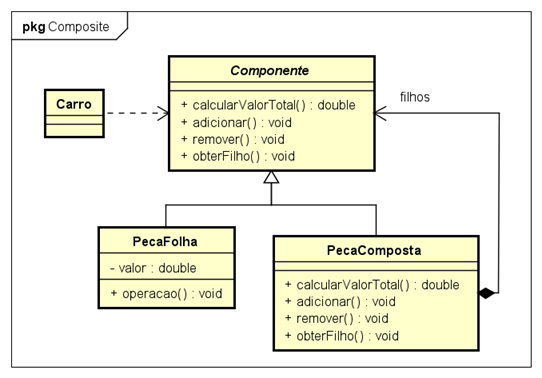 pkg Composite
Componente
+ calcularValorTotal() : double
+ adicionar() : void
+ remover() : void
+ obterFilho() : void
Carro
filhos
PecaFolha
- valor : double
+ operacao() : void
PecaComposta
+ calcularValorTotal() : double
+ adicionar() : void
+ remover() : void
+ obterFilho() : void